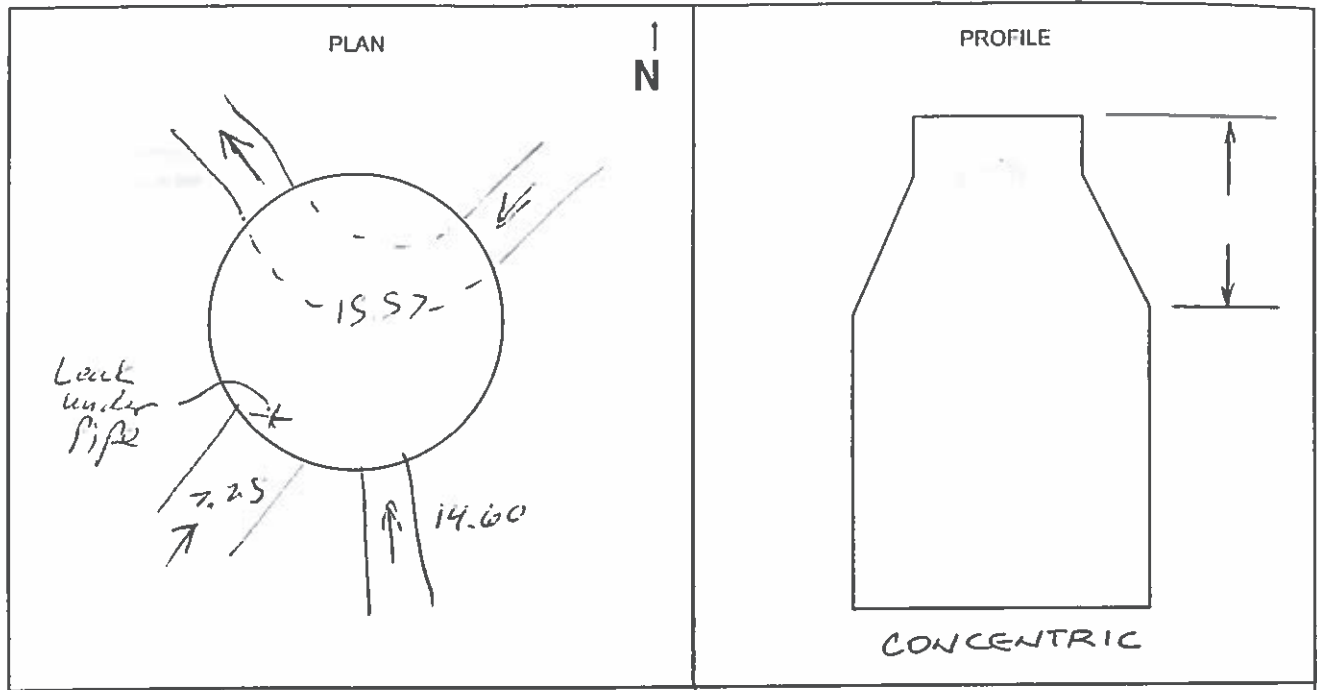 PLAN
N
PROFILE
15.57
Leak
under
pipe
7.25
14.60
CONCENTRIC